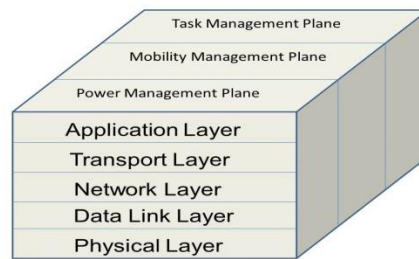 Task Management Plane
Mobility Management Plane
Power Management Plane
Application Layer
Transport Layer
Network Layer
Data Link Layer
Physical Layer